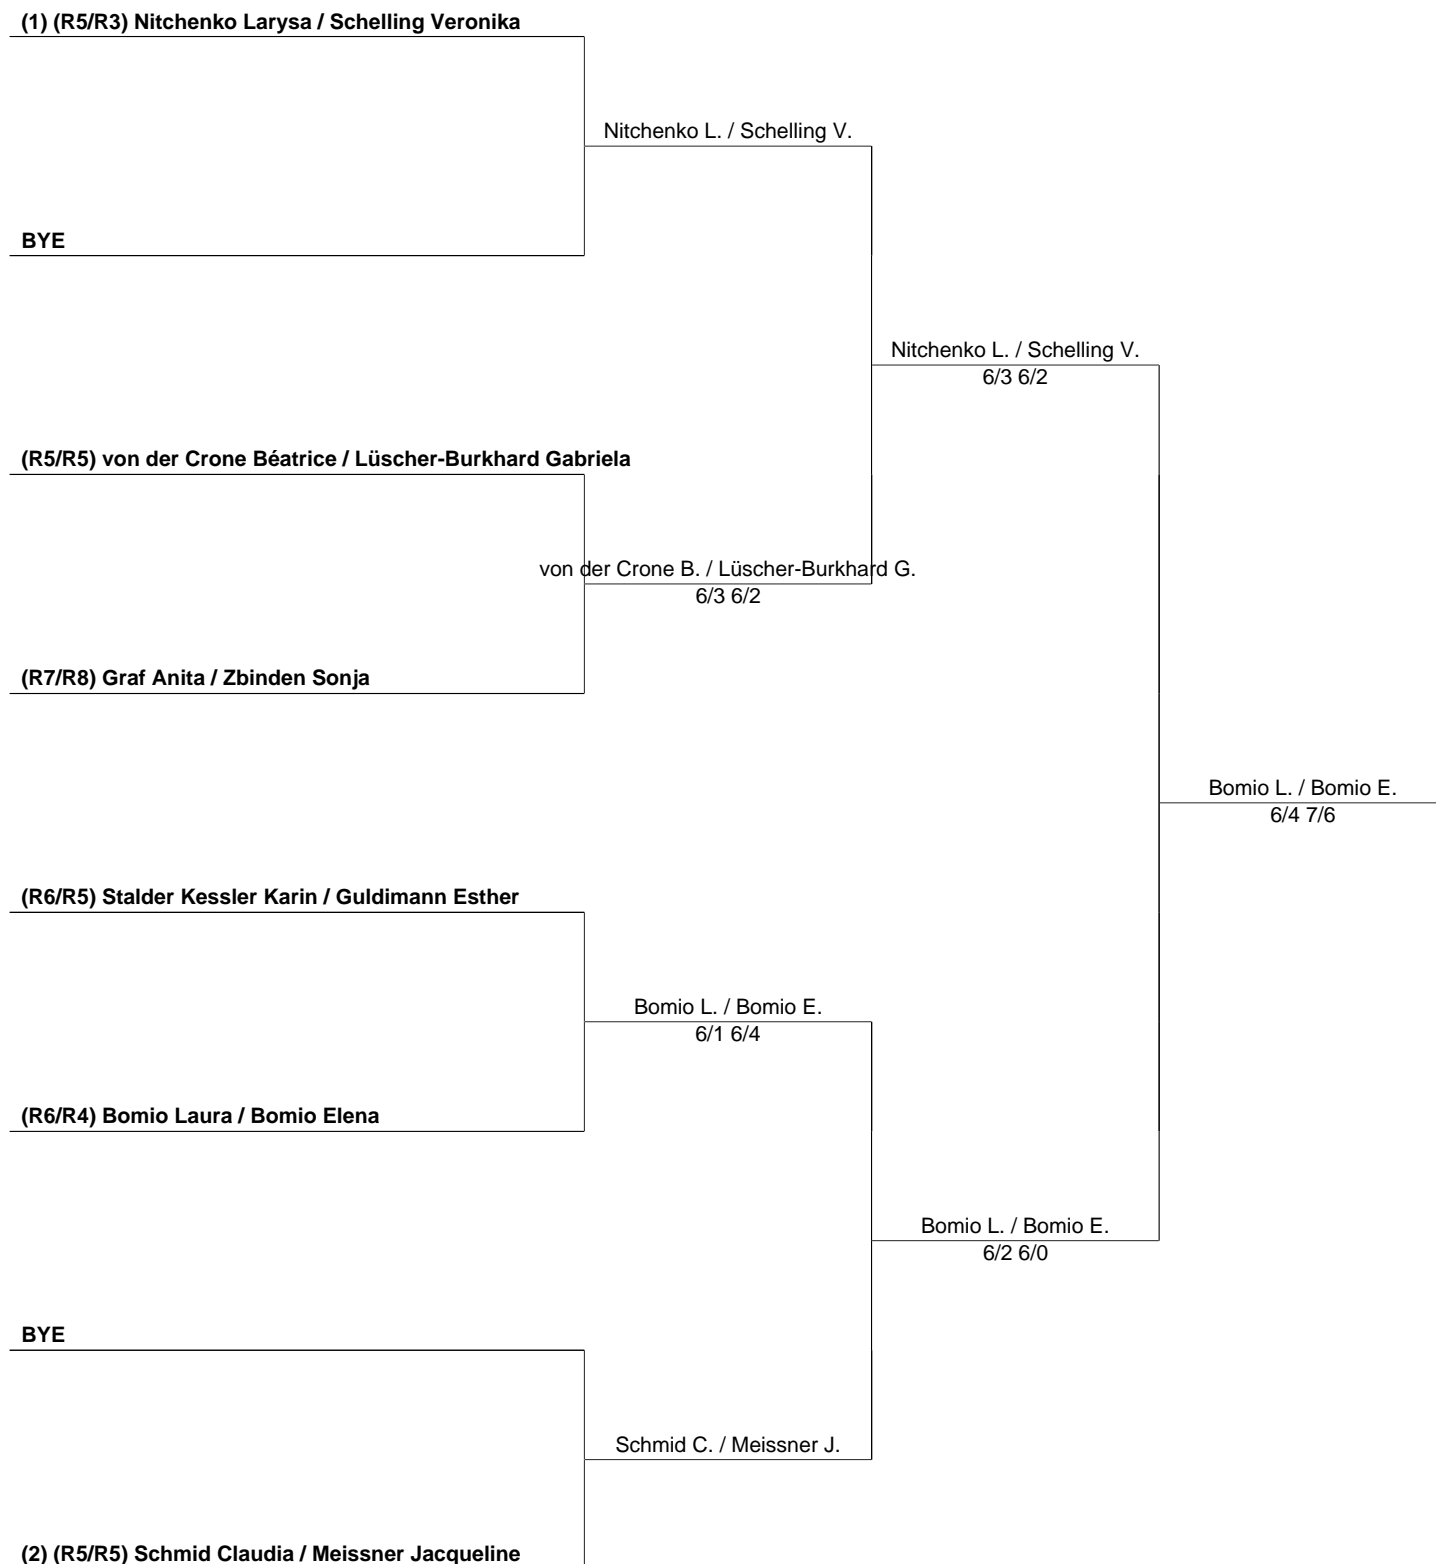 (1) (R5/R3) Nitchenko Larysa / Schelling Veronika
Nitchenko L. / Schelling V.
BYE
Nitchenko L. / Schelling V.
6/3 6/2
(R5/R5) von der Crone Béatrice / Lüscher-Burkhard Gabriela
von der Crone B. / Lüscher-Burkhard G.
6/3 6/2
(R7/R8) Graf Anita / Zbinden Sonja
Bomio L. / Bomio E.
6/4 7/6
(R6/R5) Stalder Kessler Karin / Guldimann Esther
Bomio L. / Bomio E.
6/1 6/4
(R6/R4) Bomio Laura / Bomio Elena
Bomio L. / Bomio E.
6/2 6/0
BYE
Schmid C. / Meissner J.
(2) (R5/R5) Schmid Claudia / Meissner Jacqueline